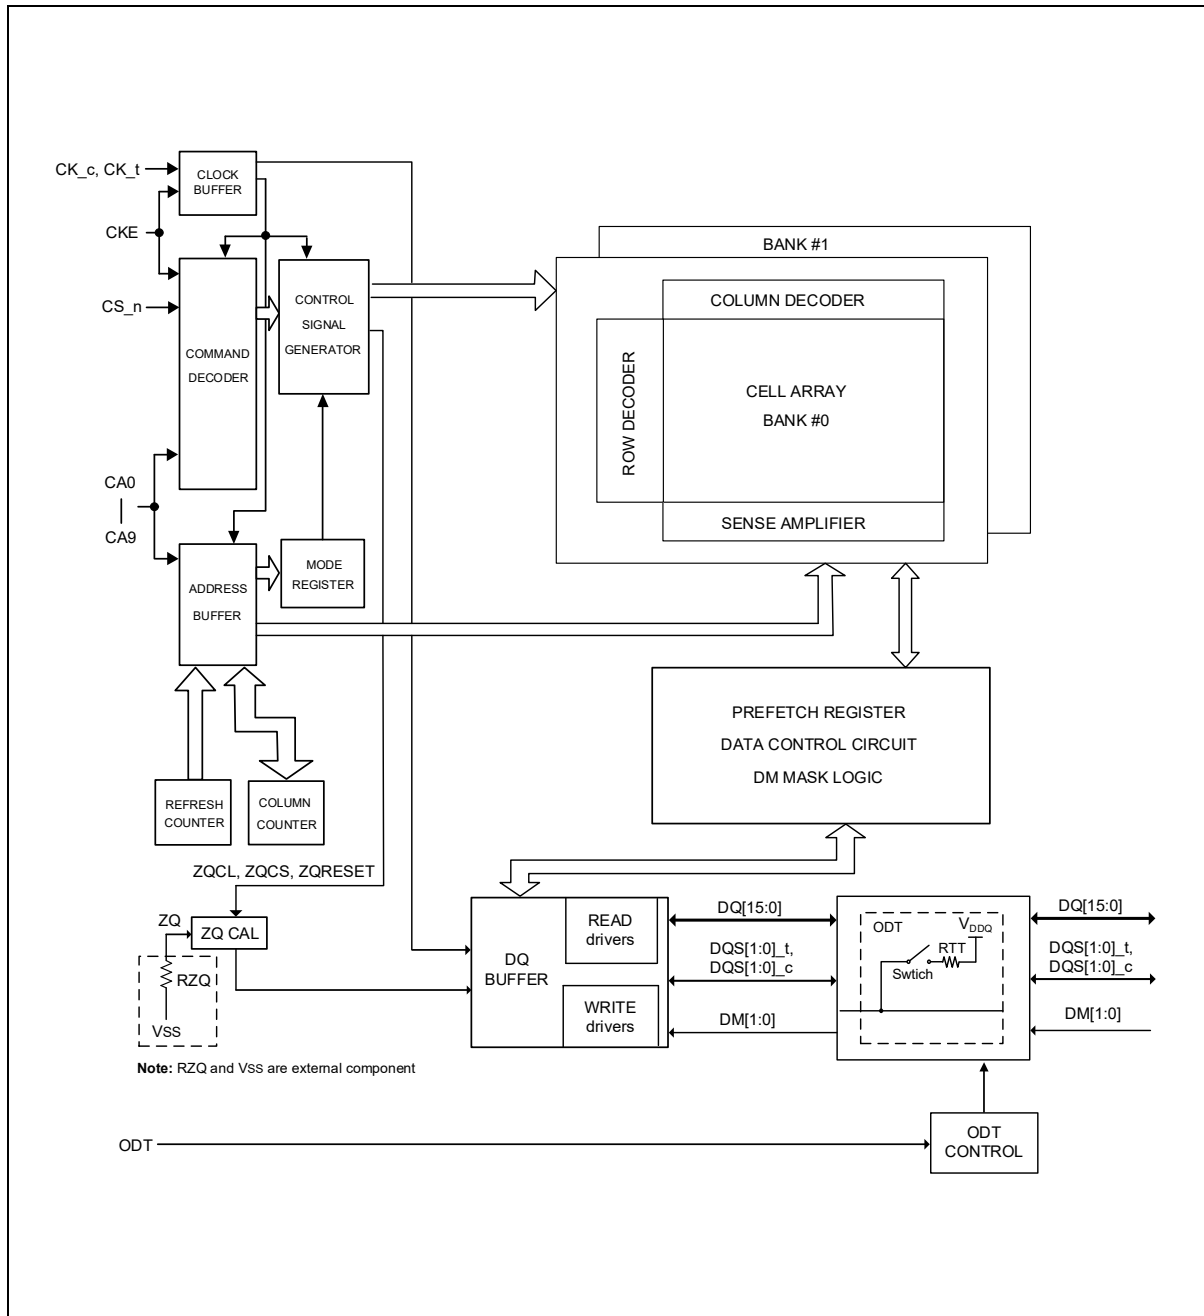 CK_c, CK_t
CLOCK
BUFFER
CKE
CS_n
COMMAND
DECODER
CONTROL
SIGNAL
GENERATOR
BANK #1
COLUMN DECODER
ROW DECODER
CELL ARRAY
BANK #0
SENSE AMPLIFIER
CA0
CA9
ADDRESS
BUFFER
MODE
REGISTER
PREFETCH REGISTER
DATA CONTROL CIRCUIT
DM MASK LOGIC
REFRESH
COUNTER
COLUMN
COUNTER
ZQCL, ZQCS, ZQRESET
ZQ
ZQ CAL
RZQ
VSS
Note: RZQ and VSS are external component
DQ
BUFFER
READ
drivers
WRITE
drivers
DQ[15:0]
DQS[1:0]_t,
DQS[1:0]_c
DM[1:0]
ODT
VDDQ
RTT
Swtich
DQ[15:0]
DQS[1:0]_t,
DQS[1:0]_c
DM[1:0]
ODT
ODT
CONTROL